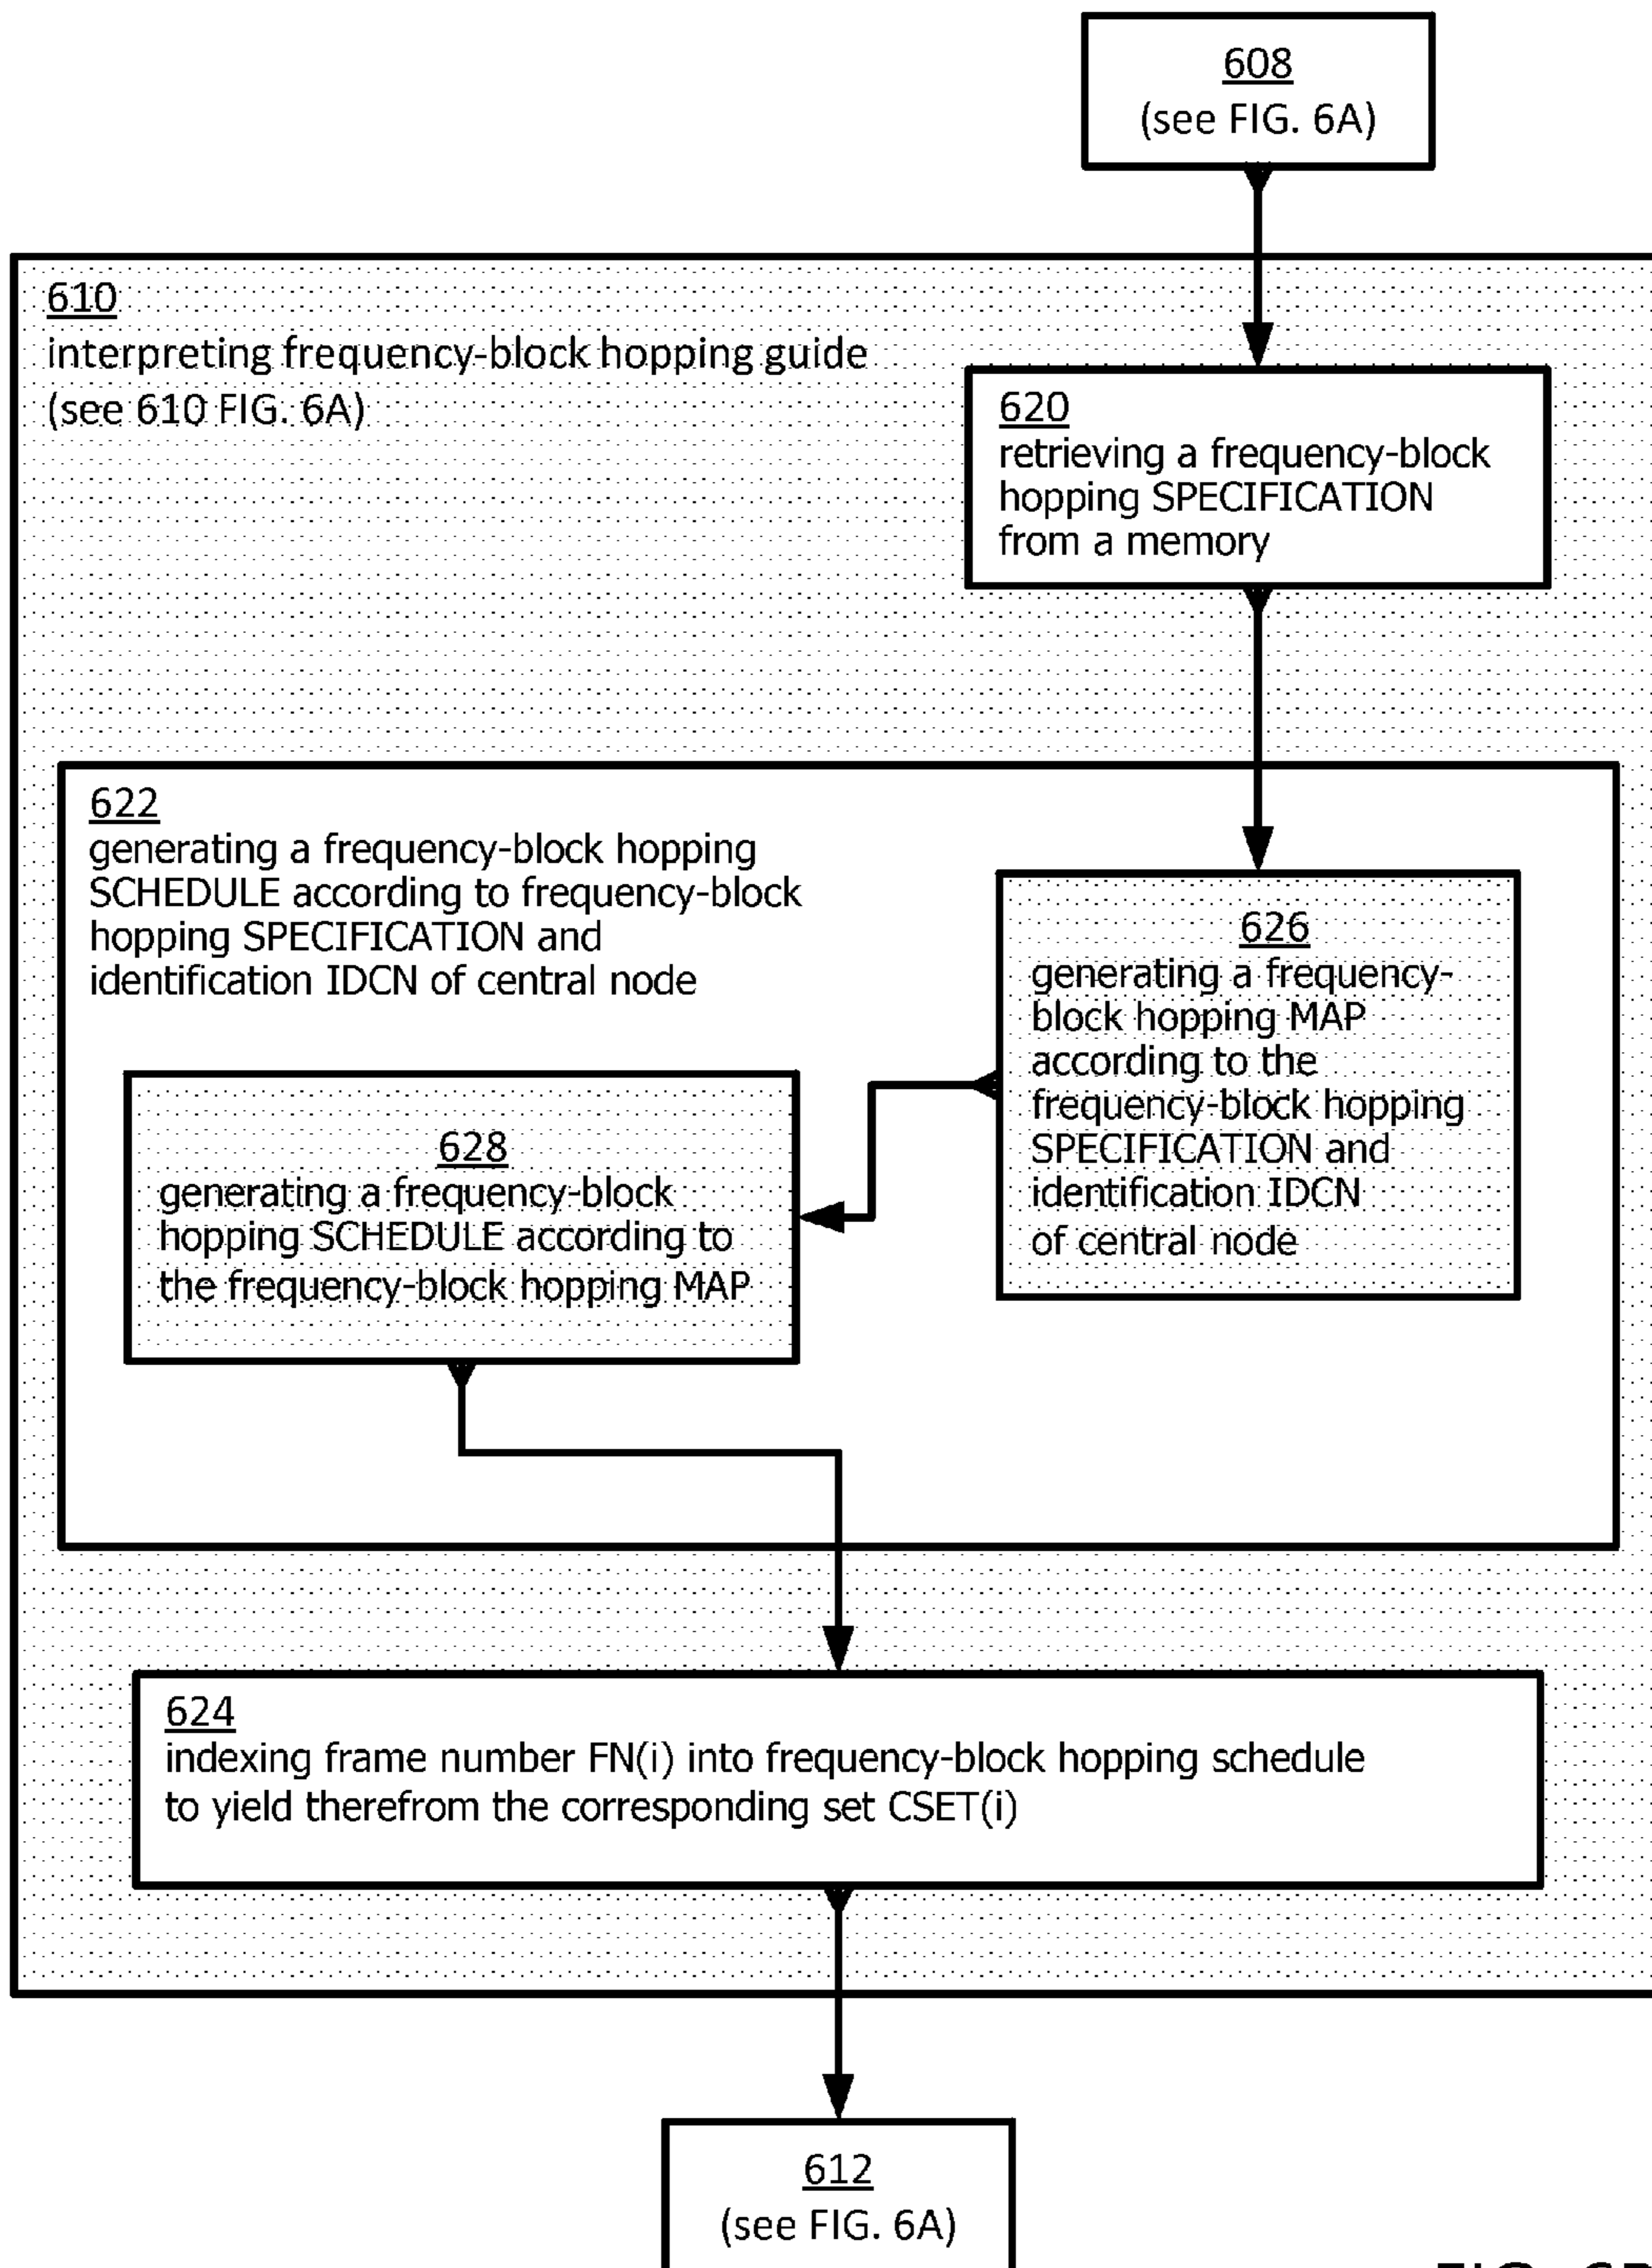 608
(see FIG. 6A)
610
interpreting frequency-block hopping guide
(see 610 FIG. 6A)
620
retrieving a frequency-block
hopping SPECIFICATION
from a memory
622
generating a frequency-block hopping
SCHEDULE according to frequency-block
hopping SPECIFICATION and
identification IDCN of central node
626
generating a frequency-
block hopping MAP
according to the
frequency-block hopping
SPECIFICATION and
identification IDCN
of central node
628
generating a frequency-block
hopping SCHEDULE according to
the frequency-block hopping MAP
624
indexing frame number FN(i) into frequency-block hopping schedule
to yield therefrom the corresponding set CSET(i)
612
(see FIG. 6A)